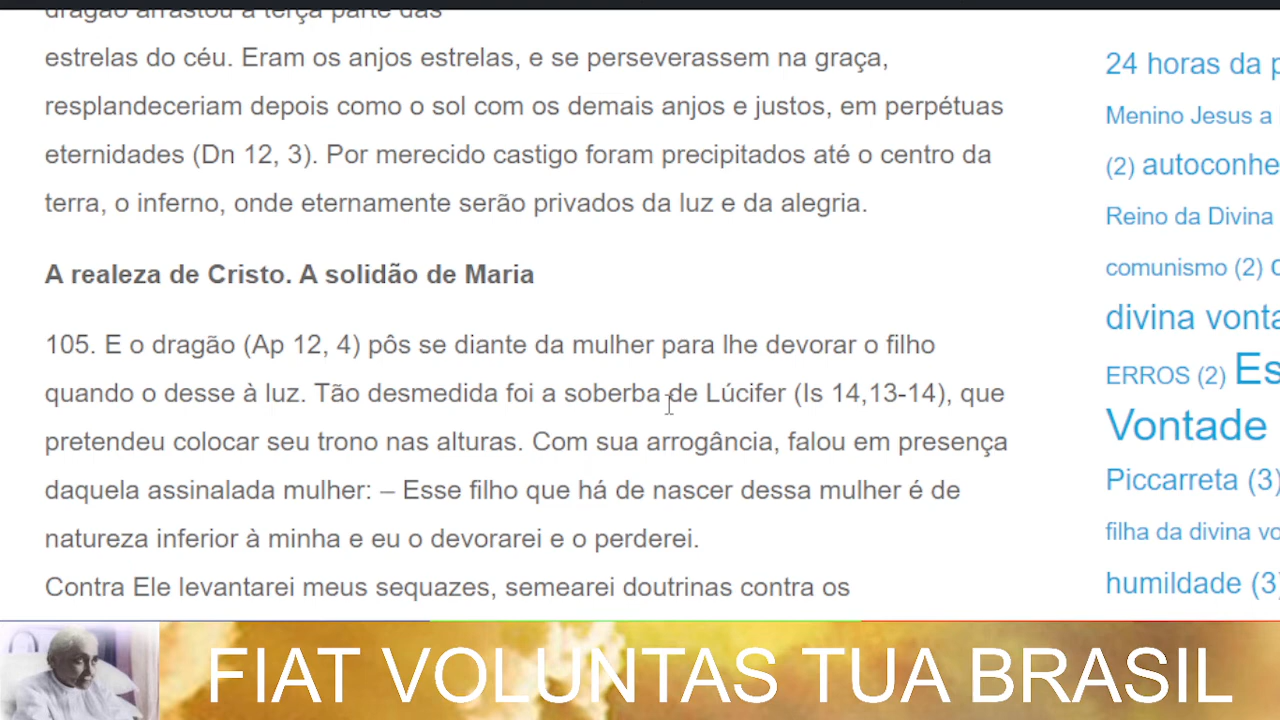 dragão arrastou a terça parte das
estrelas do céu. Eram os anjos estrelas, e se perseverassem na graça,
resplandeceriam depois como o sol com os demais anjos e justos, em perpétuas
eternidades (Dn 12, 3). Por merecido castigo foram precipitados até o centro da
terra, o inferno, onde eternamente serão privados da luz e da alegria.
A realeza de Cristo. A solidão de Maria
105. E o dragão (Ap 12, 4) pôs se diante da mulher para lhe devorar o filho
quando o desse à luz. Tão desmedida foi a soberba de Lúcifer (Is 14,13-14), que
pretendeu colocar seu trono nas alturas. Com sua arrogância, falou em presença
daquela assinalada mulher: – Esse filho que há de nascer dessa mulher é de
natureza inferior à minha e eu o devorarei e o perderei.
Contra Ele levantarei meus sequazes, semearei doutrinas contra os
24 horas da
Menino Jesus a
(2) autoconhe
Reino da Divina
comunismo (2)
divina vonta
ERROS (2) Es
Vontade
Piccarreta (3)
filha da divina vo
humildade (3)
FIAT VOLUNTAS TUA BRASIL